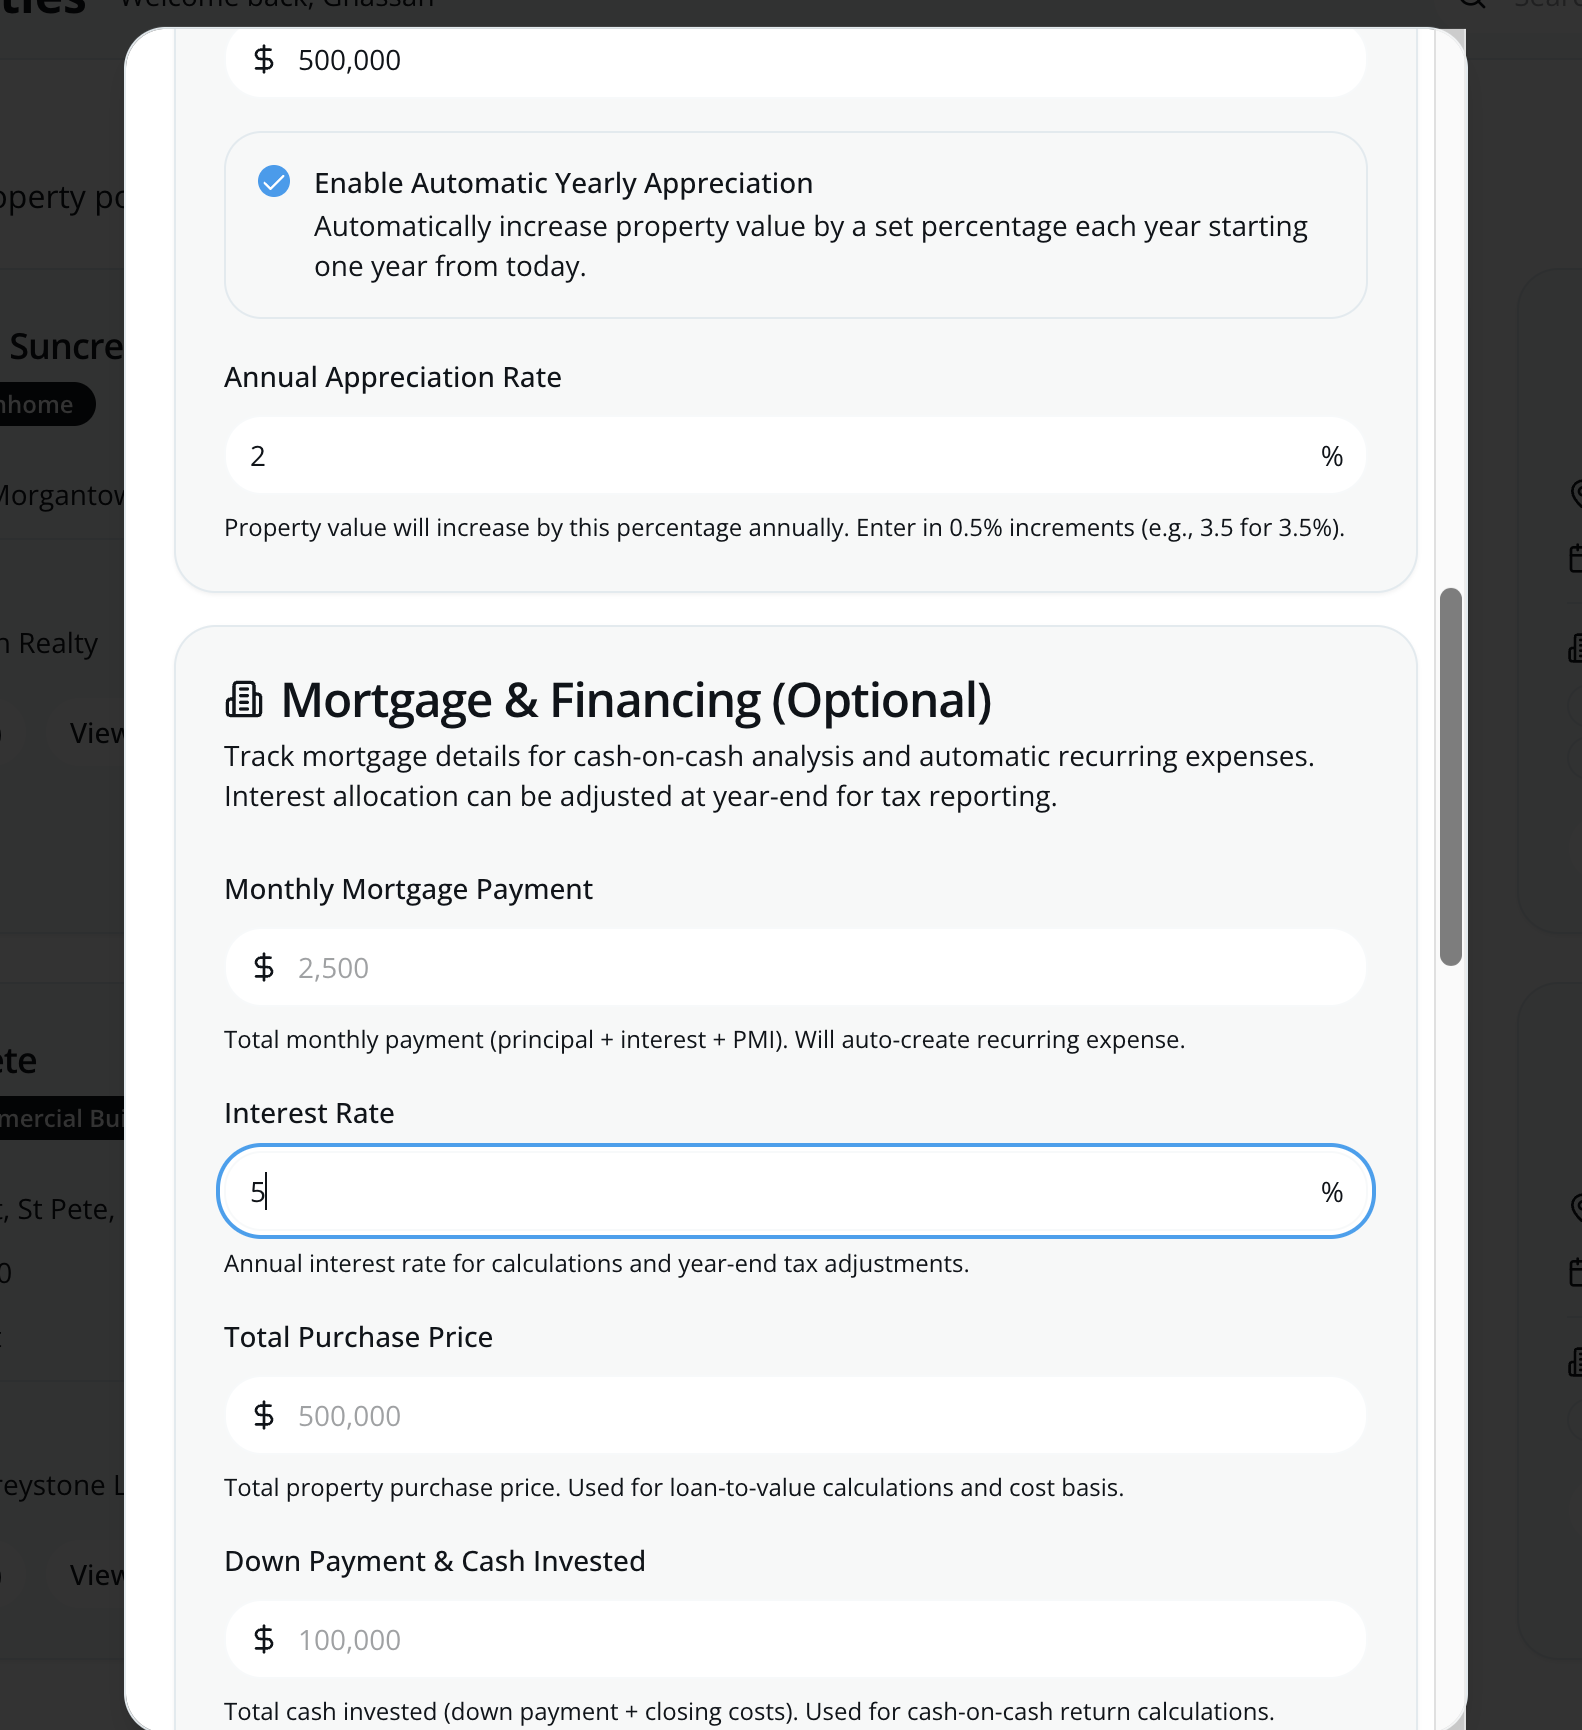 Welcome back, Ghassan
$ 500,000
Enable Automatic Yearly Appreciation
Automatically increase property value by a set percentage each year starting
one year from today.
Suncre
Annual Appreciation Rate
nhome
2 %
Morgantow
Property value will increase by this percentage annually. Enter in 0.5% increments (e.g., 3.5 for 3.5%).
n Realty
Mortgage & Financing (Optional)
View
Track mortgage details for cash-on-cash analysis and automatic recurring expenses.
Interest allocation can be adjusted at year-end for tax reporting.
Monthly Mortgage Payment
$ 2,500
Total monthly payment (principal + interest + PMI). Will auto-create recurring expense.
ete
Interest Rate
mercial Bui
5 %
, St Pete,
Annual interest rate for calculations and year-end tax adjustments.
0
Total Purchase Price
$ 500,000
Total property purchase price. Used for loan-to-value calculations and cost basis.
reystone L
Down Payment & Cash Invested
View
$ 100,000
Total cash invested (down payment + closing costs). Used for cash-on-cash return calculations.